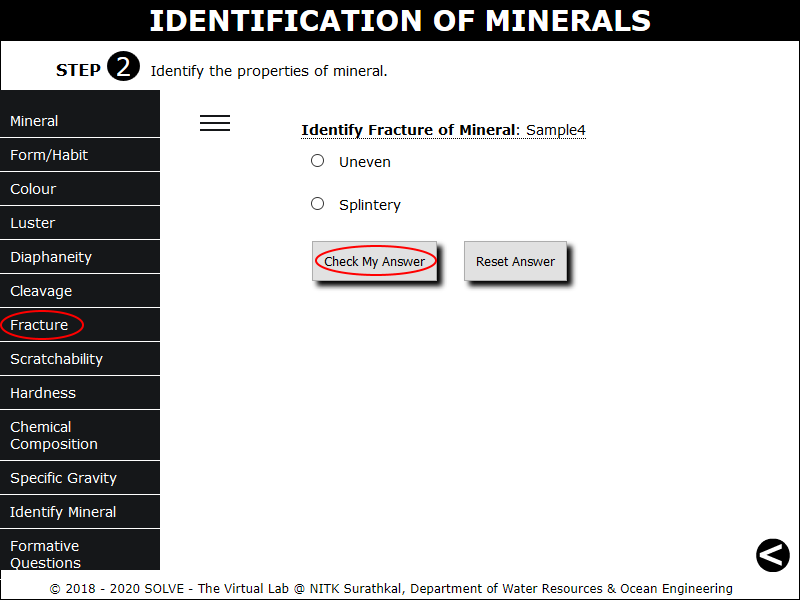 IDENTIFICATION OF MINERALS
STEP 2 Identify the properties of mineral.
Mineral
Form/Habit
Colour
Luster
Diaphaneity
Cleavage
Fracture
Scratchability
Hardness
Chemical
Composition
Specific Gravity
Identify Mineral
Formative
Questions
Identify Fracture of Mineral: Sample4
Uneven
Splintery
Check My Answer
Reset Answer
© 2018 - 2020 SOLVE - The Virtual Lab @ NITK Surathkal, Department of Water Resources & Ocean Engineering